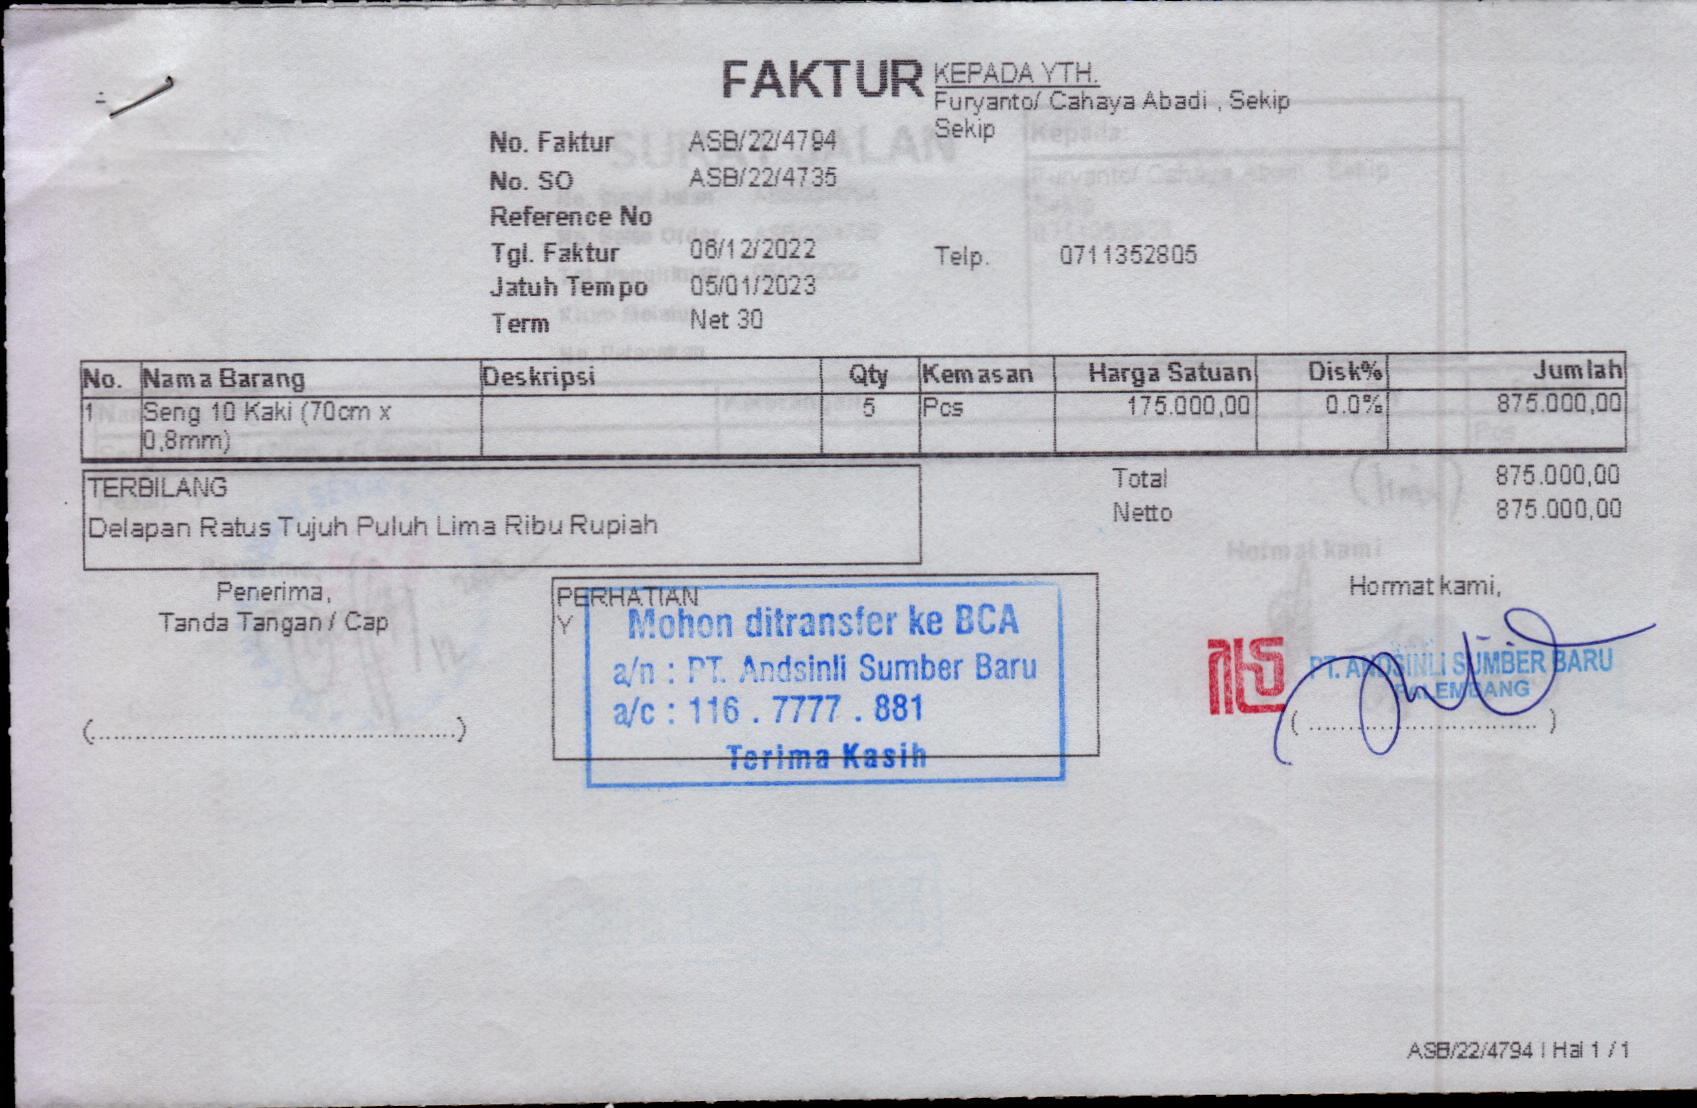 FAKTUR
KEPADA YTH.
Furyanto/ Cahaya Abadi , Sekip
Sekip
No. Faktur ASB/22/4794
No. SO ASB/22/4735
Reference No
Tgl. Faktur 06/12/2022
Telp. 0711352805
Jatuh Tempo 05/01/2023
Term Net 30
No. Nama Barang Deskripsi Qty Kemasan Harga Satuan Disk% Jumlah
1 Seng 10 Kaki (70cm x 5 Pcs 175.000,00 0.0% 875.000,00
0,8mm)
TERBILANG
Delapan Ratus Tujuh Puluh Lima Ribu Rupiah
Total 875.000,00
Netto 875.000,00
Penerima,
Tanda Tangan / Cap
(...........................................................)
PERHATIAN
Y
Mohon ditransfer ke BCA
a/n : PT. Andsinli Sumber Baru
a/c : 116 . 7777 . 881
Terima Kasih
Hormat kami,
PT. ANDSINLI SUMBER BARU
PALEMBANG
( ..................................... )
ASB/22/4794 | Hal 1 / 1